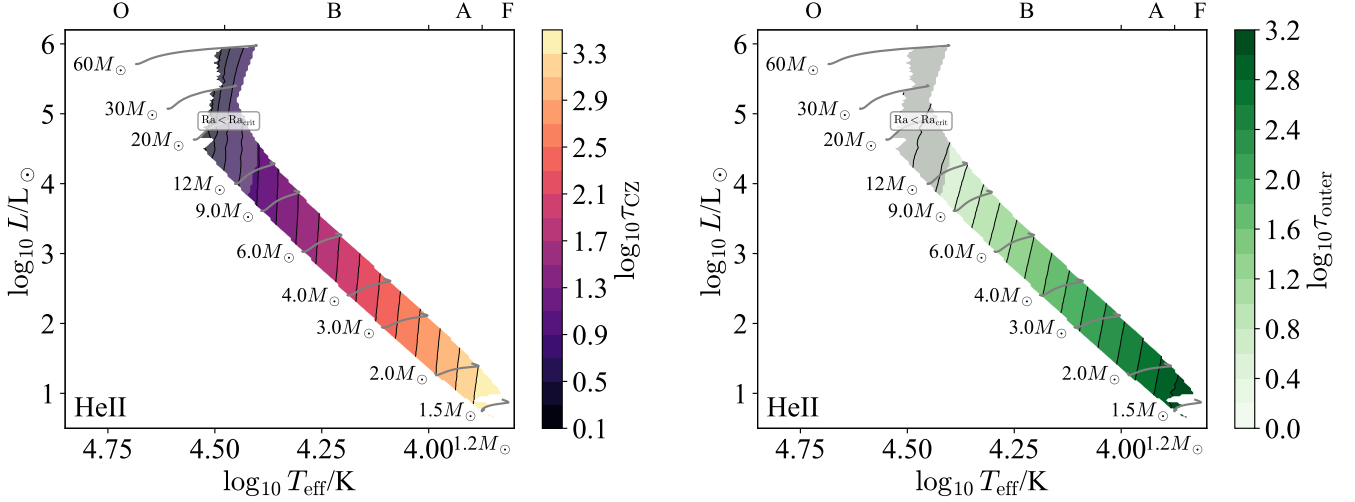 O B A F
6
5
4
3
2
1
log₁₀ L/L☉
60M☉
30M☉
20M☉
Ra < Ra_crit
12M☉
9.0M☉
6.0M☉
4.0M☉
3.0M☉
2.0M☉
1.5M☉
1.2M☉
HeII
4.75 4.50 4.25 4.00
log₁₀ T_eff/K
3.3
2.9
2.5
2.1
1.7
1.3
0.9
0.5
0.1
log₁₀ τ_CZ
O B A F
6
5
4
3
2
1
log₁₀ L/L☉
60M☉
30M☉
20M☉
Ra < Ra_crit
12M☉
9.0M☉
6.0M☉
4.0M☉
3.0M☉
2.0M☉
1.5M☉
1.2M☉
HeII
4.75 4.50 4.25 4.00
log₁₀ T_eff/K
3.2
2.8
2.4
2.0
1.6
1.2
0.8
0.4
0.0
log₁₀ τ_outer